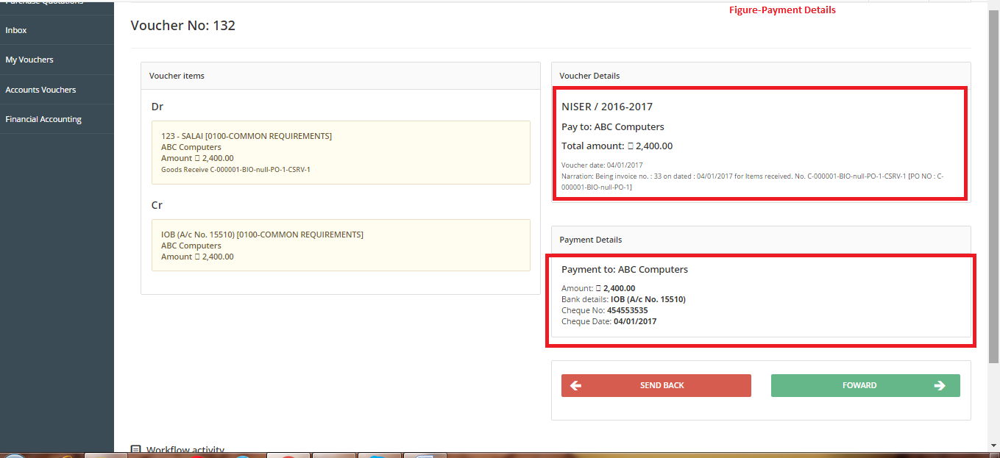 Purchase Quotations
Inbox
My Vouchers
Accounts Vouchers
Financial Accounting
Figure-Payment Details
Voucher No: 132
Voucher items
Dr
123 - SALAI [0100-COMMON REQUIREMENTS]
ABC Computers
Amount ▯ 2,400.00
Goods Receive C-000001-BIO-null-PO-1-CSRV-1
Cr
IOB (A/c No. 15510) [0100-COMMON REQUIREMENTS]
ABC Computers
Amount ▯ 2,400.00
Voucher Details
NISER / 2016-2017
Pay to: ABC Computers
Total amount: ▯ 2,400.00
Voucher date: 04/01/2017
Narration: Being invoice no. : 33 on dated : 04/01/2017 for Items received. No. C-000001-BIO-null-PO-1-CSRV-1 [PO NO : C-
000001-BIO-null-PO-1]
Payment Details
Payment to: ABC Computers
Amount: ▯ 2,400.00
Bank details: IOB (A/c No. 15510)
Cheque No: 454553535
Cheque Date: 04/01/2017
SEND BACK
FOWARD
Workflow activity